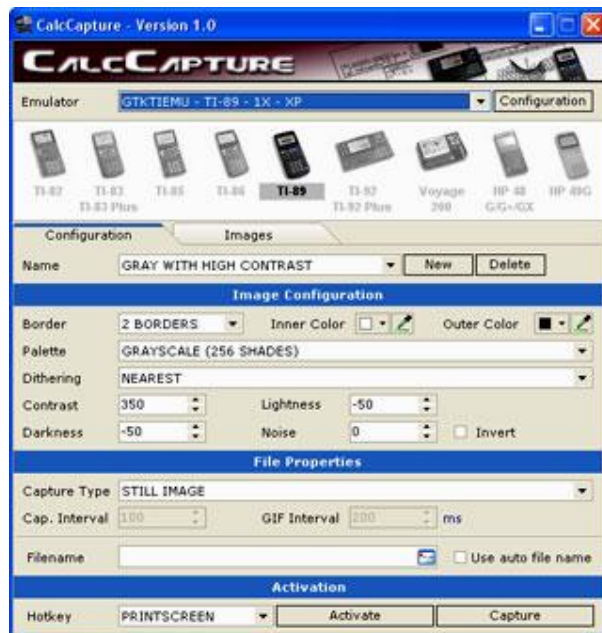 CalcCapture - Version 1.0
CALCCAPTURE
Emulator GTKTIEMU - TI-89 - 1X - XP Configuration
TI-82 TI-83 TI-85 TI-86 TI-89 TI-92 Voyage HP 48 HP 49G
TI-83 Plus TI-92 Plus 200 G/G+/GX
Configuration Images
Name GRAY WITH HIGH CONTRAST New Delete
Image Configuration
Border 2 BORDERS Inner Color Outer Color
Palette GRAYSCALE (256 SHADES)
Dithering NEAREST
Contrast 350 Lightness -50
Darkness -50 Noise 0 Invert
File Properties
Capture Type STILL IMAGE
Cap. Interval 100 GIF Interval 200 ms
Filename Use auto file name
Activation
Hotkey PRINTSCREEN Activate Capture